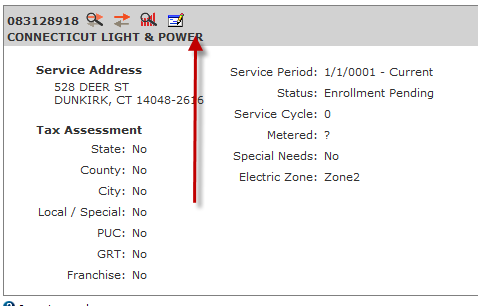 083128918
CONNECTICUT LIGHT & POWER
Service Address
528 DEER ST
DUNKIRK, CT 14048-2616
Tax Assessment
State: No
County: No
City: No
Local / Special: No
PUC: No
GRT: No
Franchise: No
Service Period: 1/1/0001 - Current
Status: Enrollment Pending
Service Cycle: 0
Metered: ?
Special Needs: No
Electric Zone: Zone2